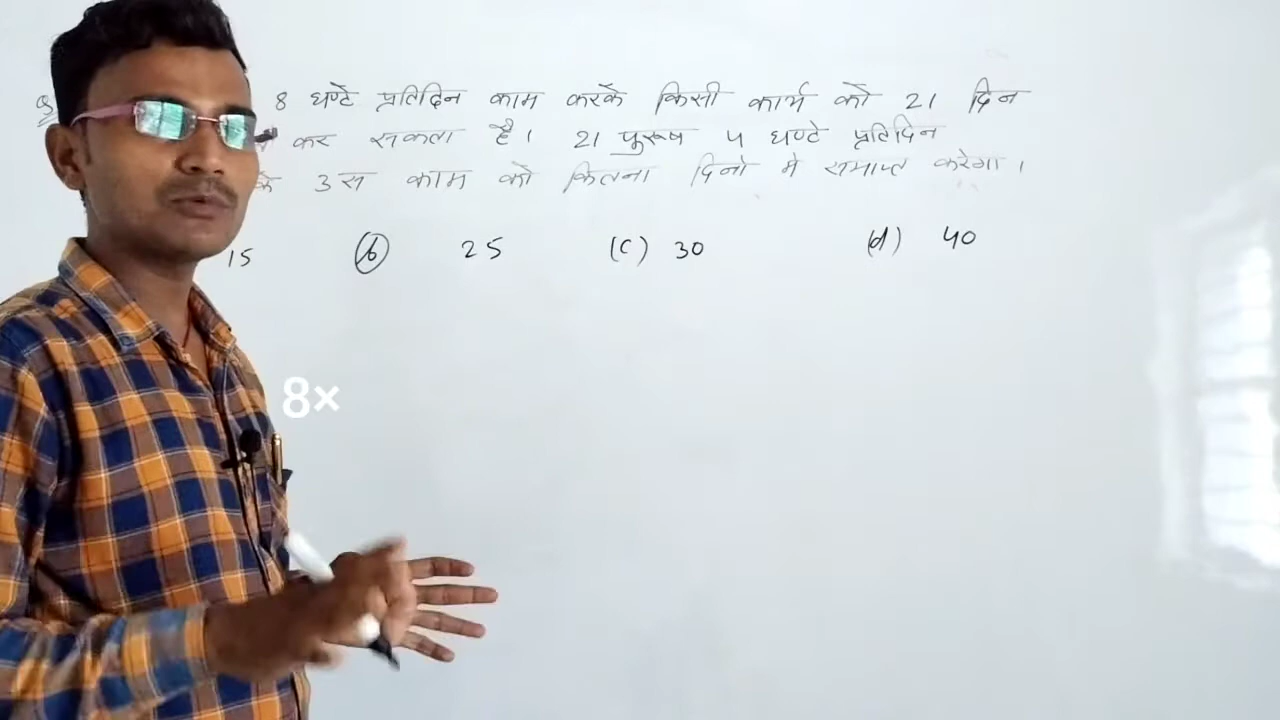 8 घण्टे प्रतिदिन काम करके किसी कार्य को 21 दिन
कर सकता है। 21 पुरूष 4 घण्टे प्रतिदिन
के उस काम को कितना दिनो मे समाप्त करेगा।
15 (b) 25 (c) 30 (d) 40
8×